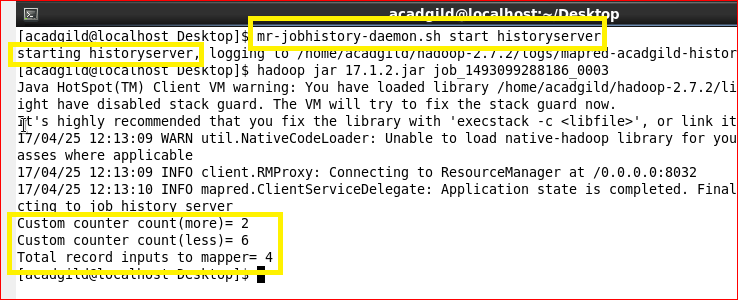 acadgild@localhost:~/Desktop
[acadgild@localhost Desktop]$ mr-jobhistory-daemon.sh start historyserver
starting historyserver, logging to /home/acadgild/hadoop-2.7.2/logs/mapred-acadgild-histor
[acadgild@localhost Desktop]$ hadoop jar 17.1.2.jar job_1493099288186_0003
Java HotSpot(TM) Client VM warning: You have loaded library /home/acadgild/hadoop-2.7.2/li
ight have disabled stack guard. The VM will try to fix the stack guard now.
It's highly recommended that you fix the library with 'execstack -c <libfile>', or link it
17/04/25 12:13:09 WARN util.NativeCodeLoader: Unable to load native-hadoop library for you
asses where applicable
17/04/25 12:13:09 INFO client.RMProxy: Connecting to ResourceManager at /0.0.0.0:8032
17/04/25 12:13:10 INFO mapred.ClientServiceDelegate: Application state is completed. Final
cting to job history server
Custom counter count(more)= 2
Custom counter count(less)= 6
Total record inputs to mapper= 4
[acadgild@localhost Desktop]$